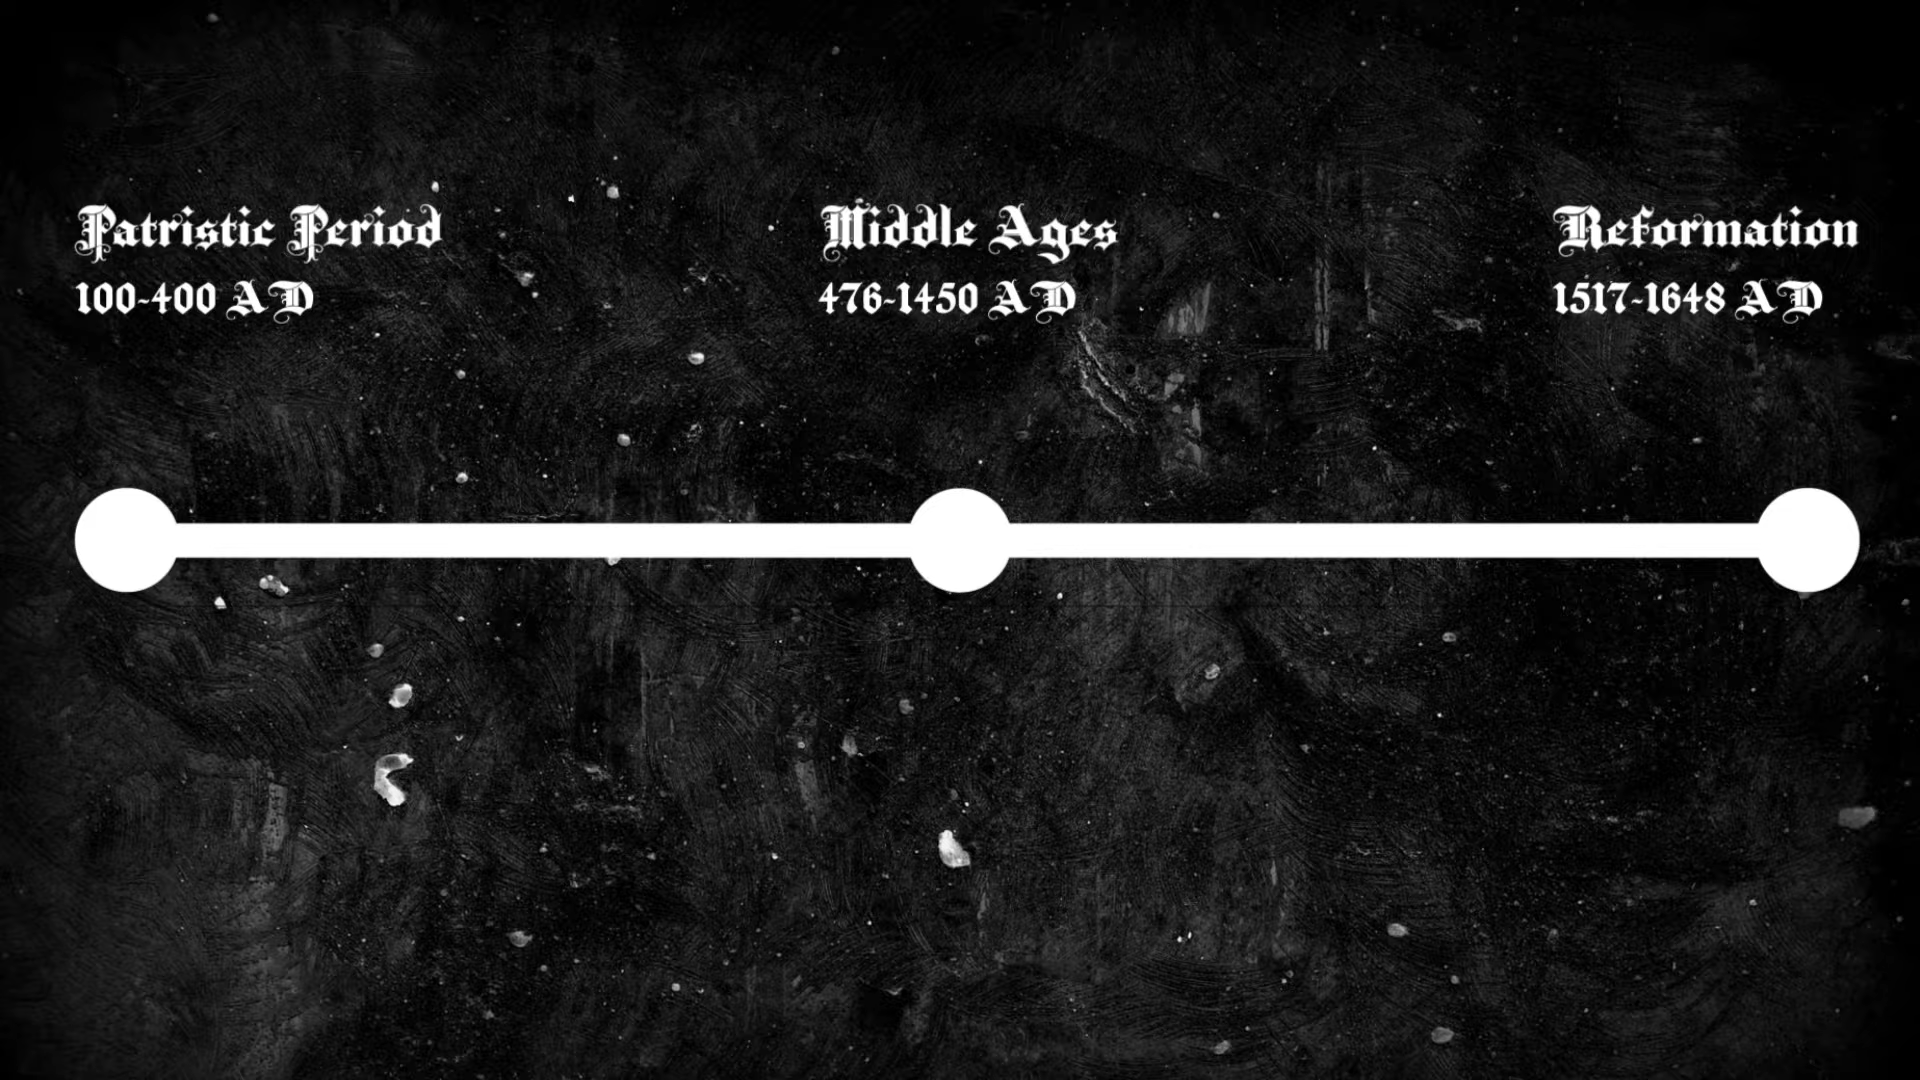 Patristic Period
100-400 AD
Middle Ages
476-1450 AD
Reformation
1517-1648 AD